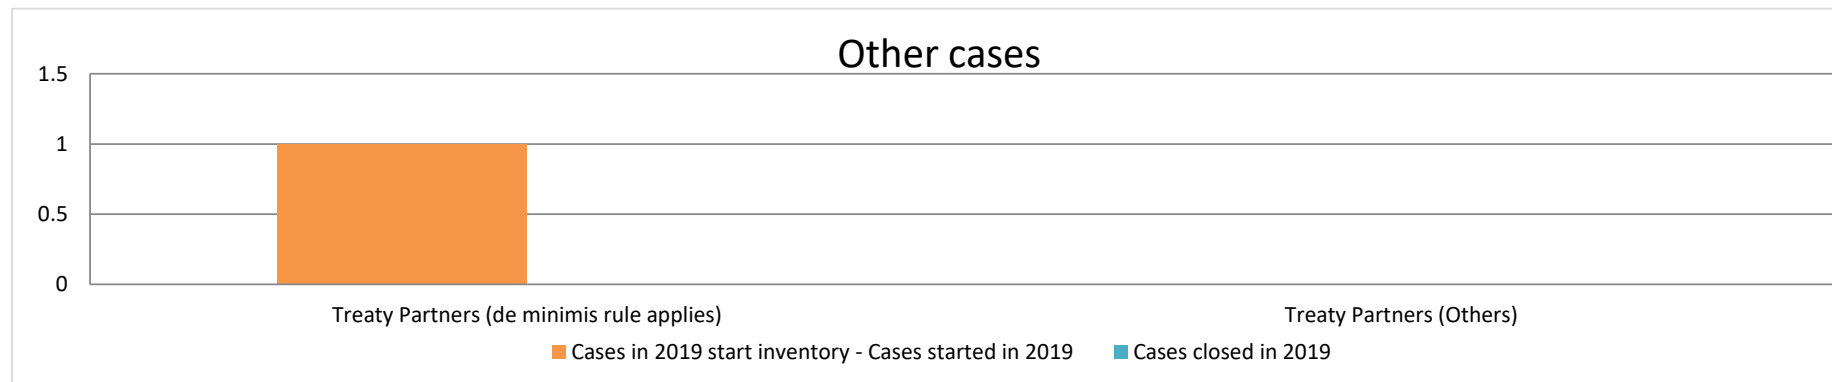 Other cases
1.5
1
0.5
0
Treaty Partners (de minimis rule applies)
Treaty Partners (Others)
Cases in 2019 start inventory - Cases started in 2019
Cases closed in 2019